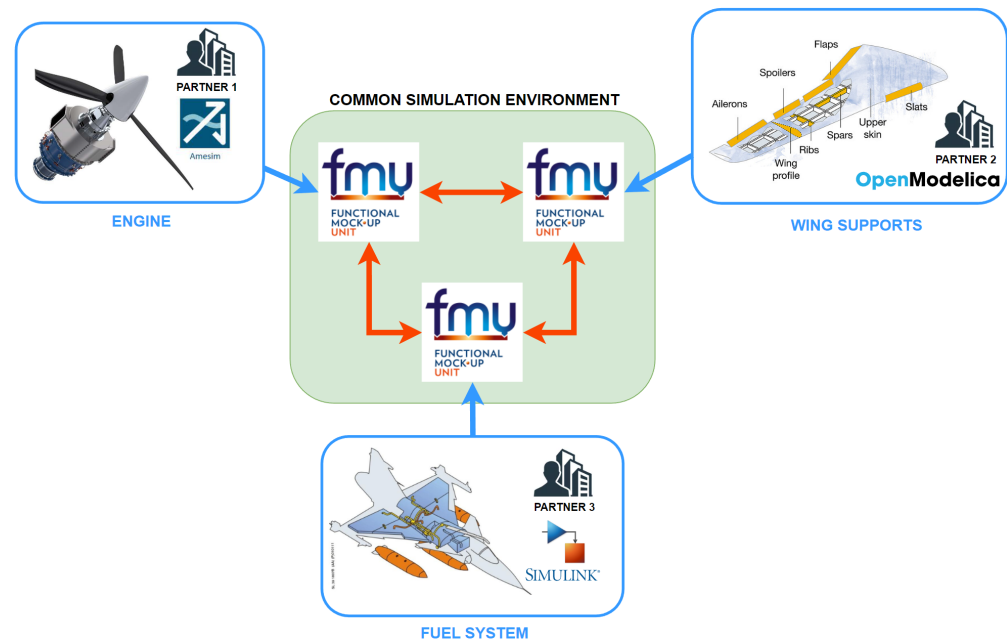 COMMON SIMULATION ENVIRONMENT
PARTNER 1
Amesim
ENGINE
fmu
FUNCTIONAL
MOCK-UP
UNIT
fmu
FUNCTIONAL
MOCK-UP
UNIT
fmu
FUNCTIONAL
MOCK-UP
UNIT
Flaps
Spoilers
Ailerons
Slats
Upper
skin
Spars
Ribs
Wing
profile
PARTNER 2
OpenModelica
WING SUPPORTS
PARTNER 3
SIMULINK®
FUEL SYSTEM